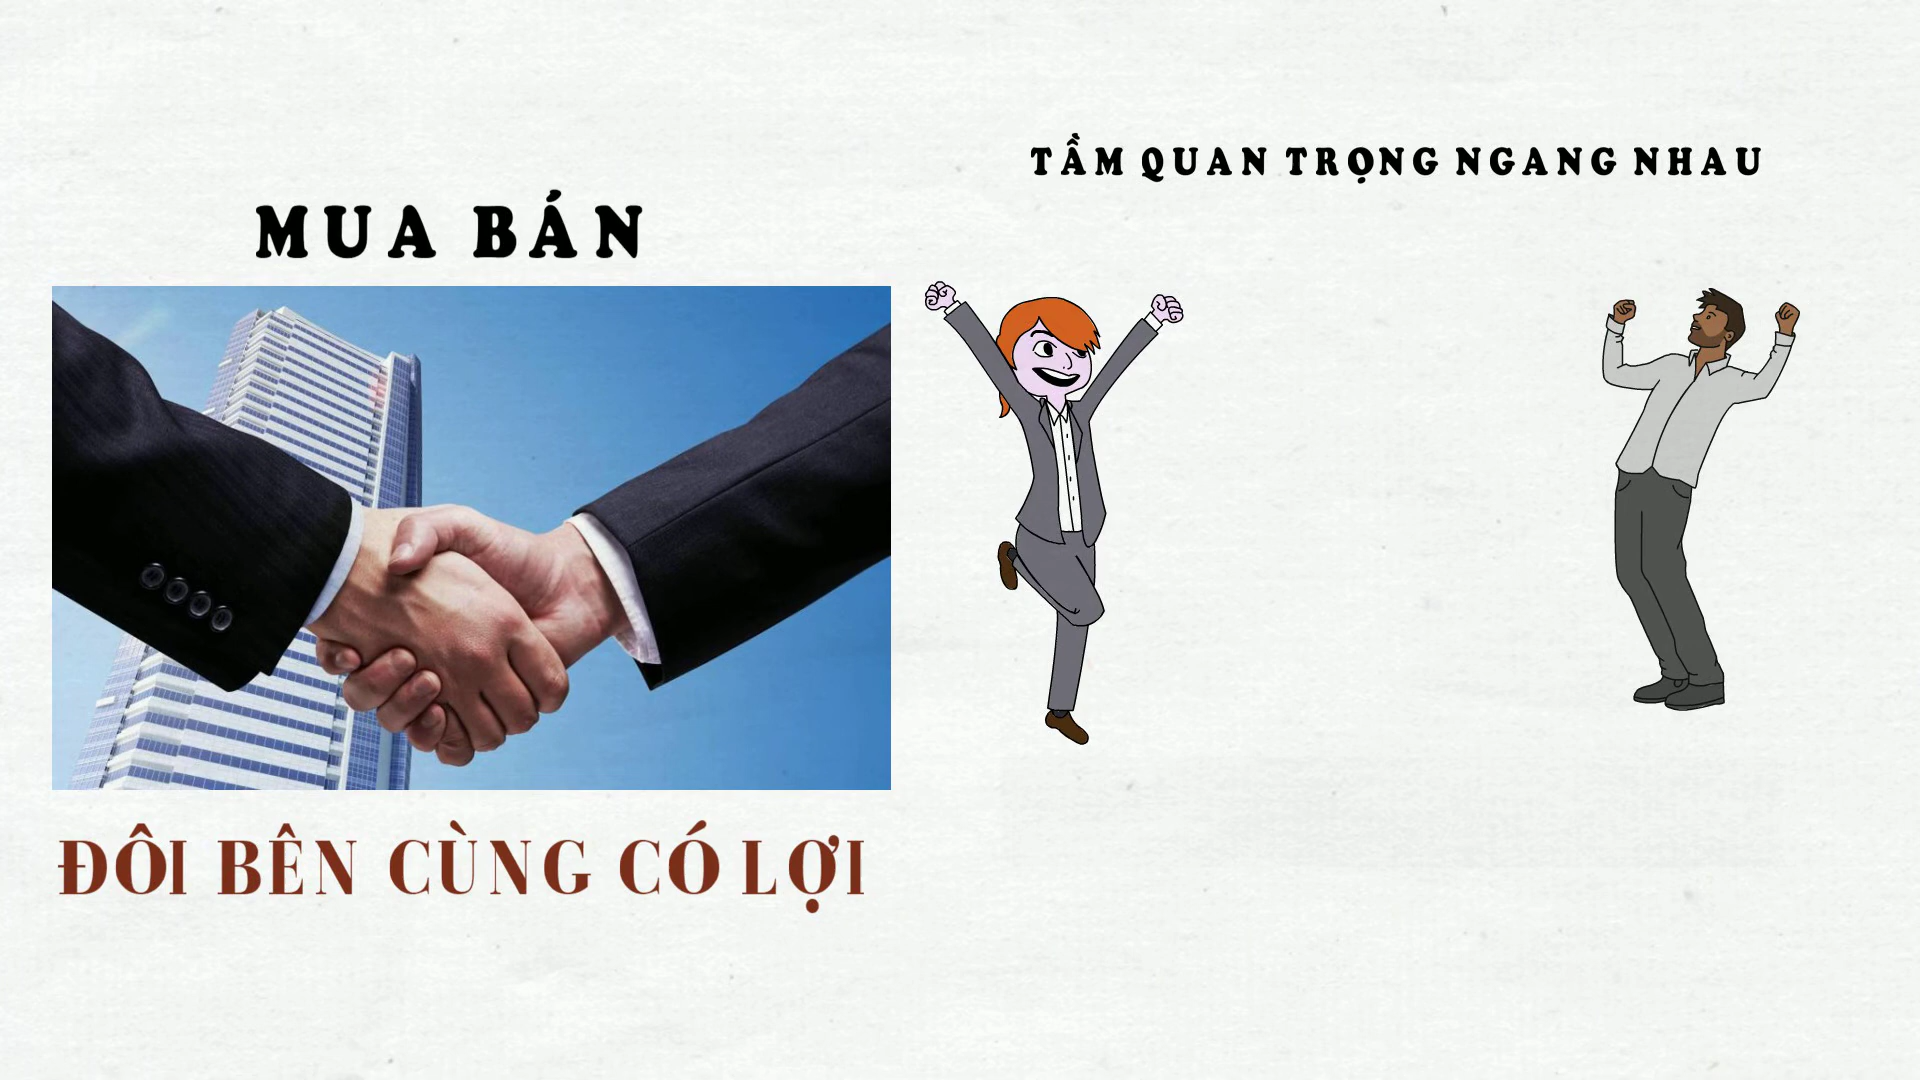 MUA BÁN
ĐÔI BÊN CÙNG CÓ LỢI
TẦM QUAN TRỌNG NGANG NHAU